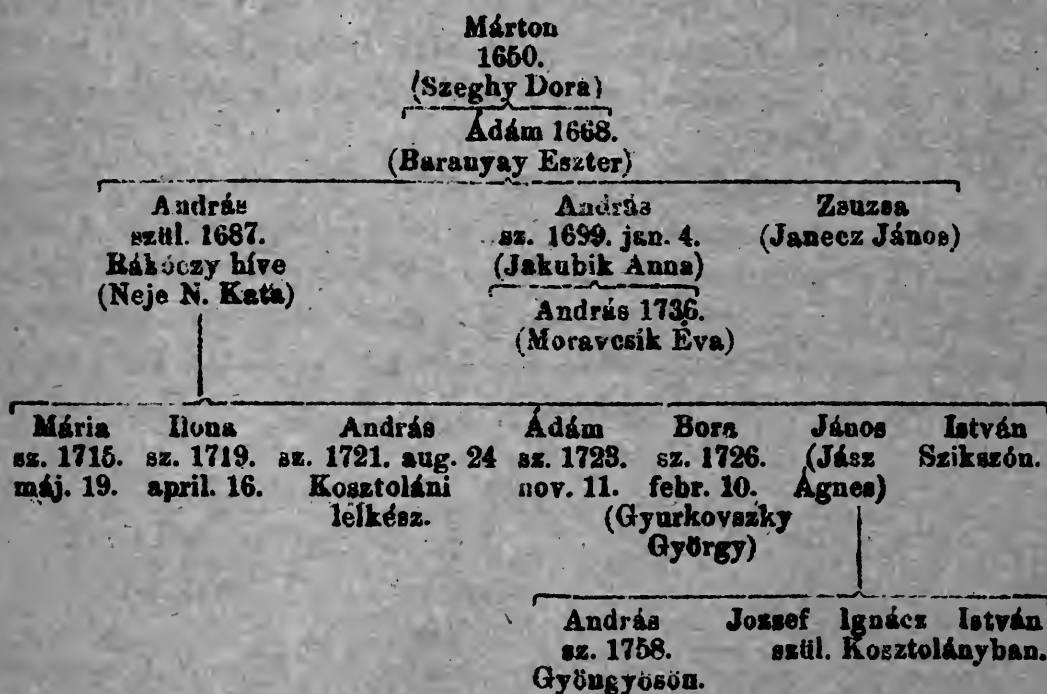 Márton
1650.
(Szeghy Dora)
Ádám 1668.
(Baranyay Eszter)
András András Zsuzsa
szül. 1687. sz. 1699. jan. 4. (Janecz János)
Rákóczy híve (Jakubik Anna)
(Neje N. Kata) András 1736.
(Moravcsik Éva)
Mária Ilona András Ádám Bora János István
sz. 1715. sz. 1719. sz. 1721. aug. 24 sz. 1723. sz. 1726. (Jász Szikszón.
máj. 19. april. 16. Kosztoláni nov. 11. febr. 10. Ágnes)
lelkész. (Gyurkovszky
György)
András Jozsef Ignácz István
sz. 1758. szül. Kosztolányban.
Gyöngyösön.